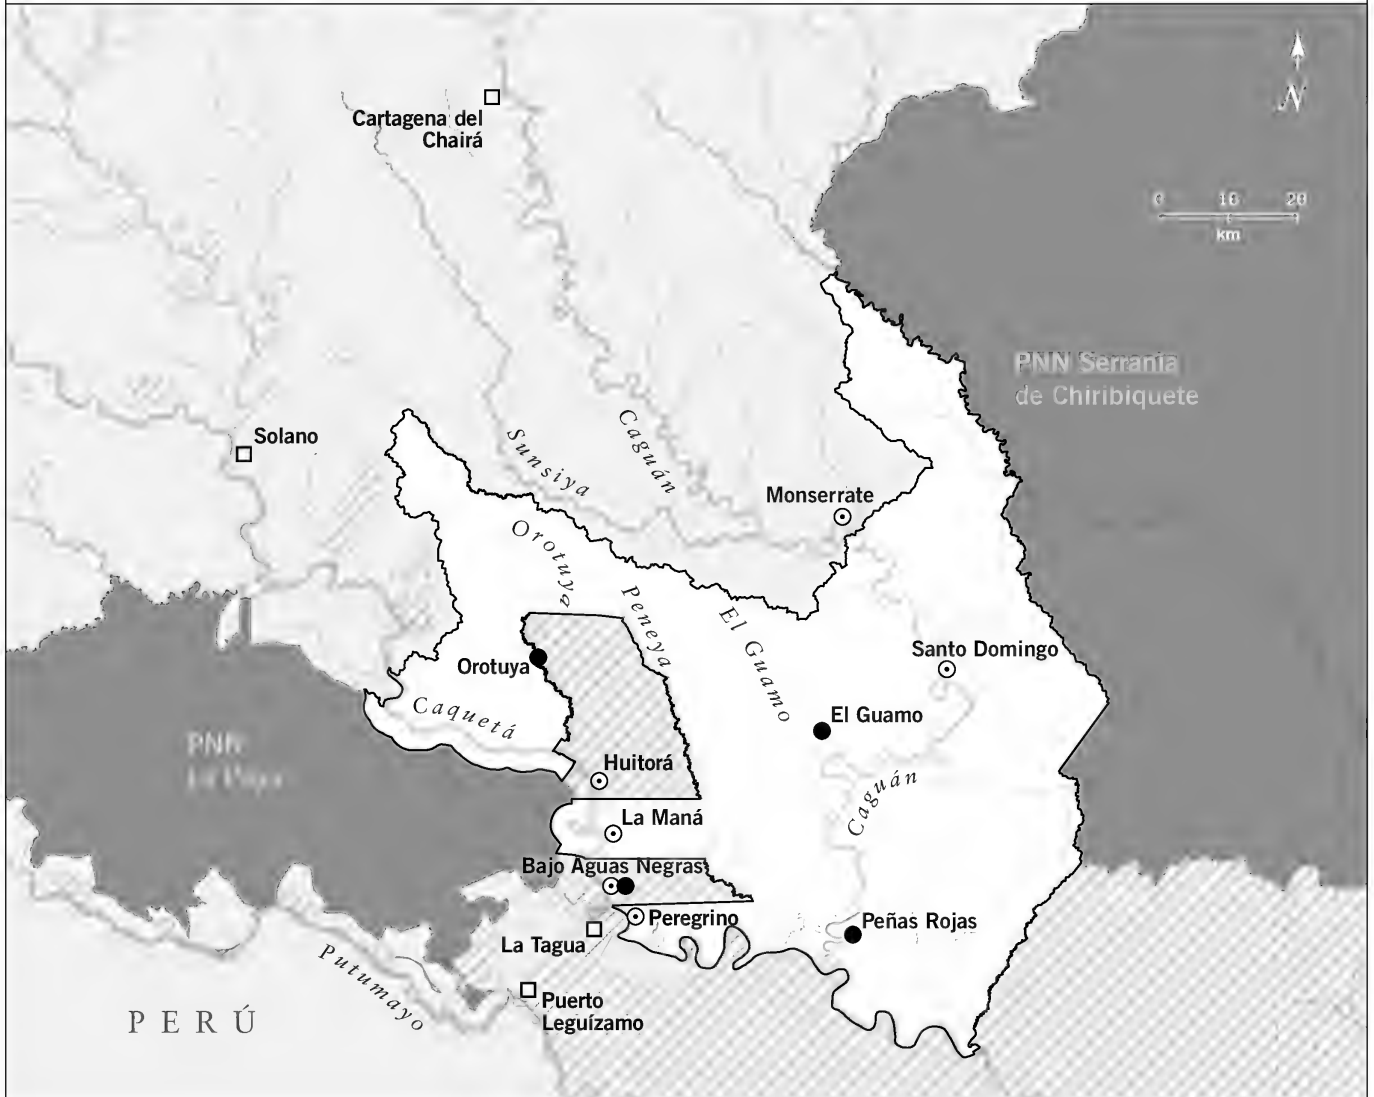 N
Cartagena del
Chairá
0 10 20
km
PNN Serranía
de Chiribiquete
Solano
Sunsiya
Caguán
Monserrate
Orotuya
Peneya
El Guamo
Santo Domingo
Orotuya
Caquetá
El Guamo
PNN
La Paya
Huitorá
Caguán
La Maná
Bajo Aguas Negras
Peregrino
Peñas Rojas
La Tagua
Putumayo
Puerto
Leguízamo
PERÚ